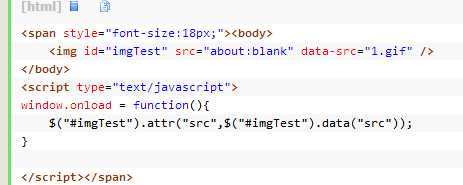 [html]
<span style="font-size:18px;"><body>
    <img id="imgTest" src="about:blank" data-src="1.gif" />
</body>
<script type="text/javascript">
window.onload = function(){
    $("#imgTest").attr("src",$("#imgTest").data("src"));
}
</script></span>